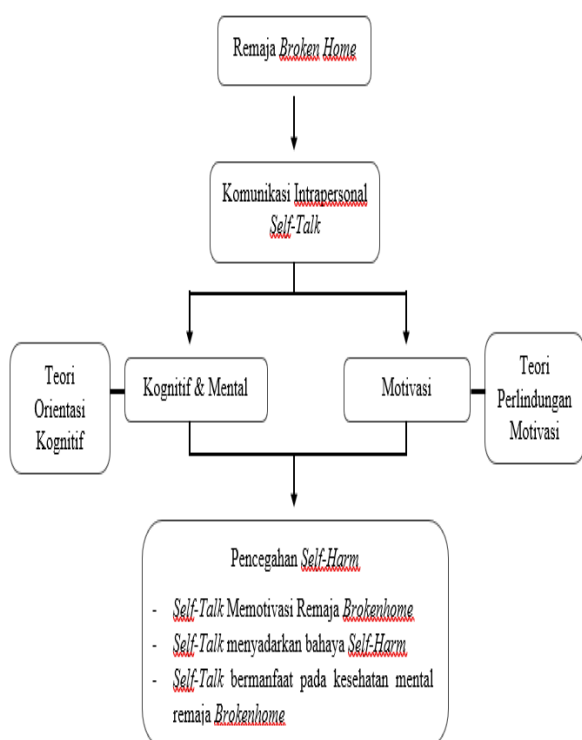 Remaja Broken Home
Komunikasi Intrapersonal
Self-Talk
Teori
Orientasi
Kognitif
Kognitif & Mental
Motivasi
Teori
Perlindungan
Motivasi
Pencegahan Self-Harm
- Self-Talk Memotivasi Remaja Brokenhome
- Self-Talk menyadarkan bahaya Self-Harm
- Self-Talk bermanfaat pada kesehatan mental
remaja Brokenhome